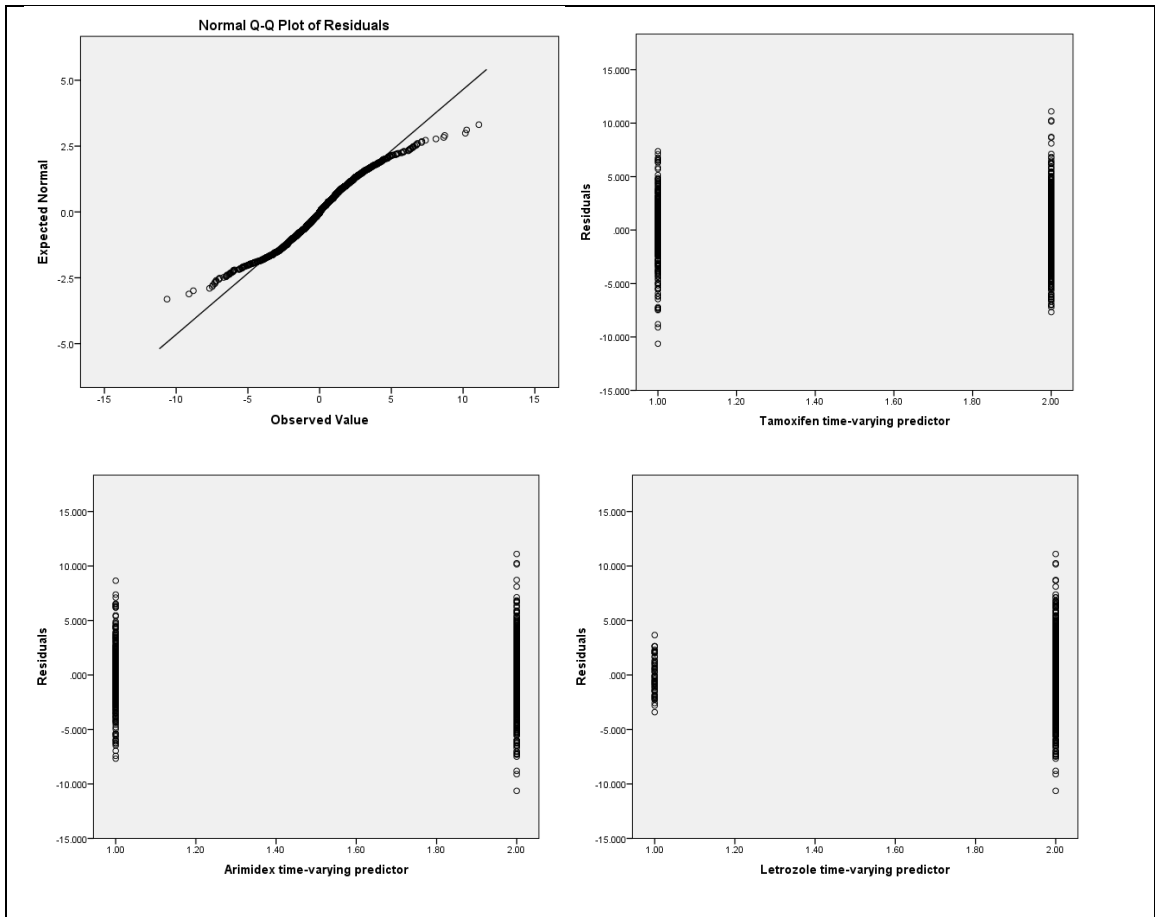 Normal Q-Q Plot of Residuals
5.0
2.5
0.0
-2.5
-5.0
Expected Normal
-15 -10 -5 0 5 10 15
Observed Value
15.000
10.000
5.000
.000
-5.000
-10.000
-15.000
Residuals
1.00 1.20 1.40 1.60 1.80 2.00
Tamoxifen time-varying predictor
15.000
10.000
5.000
.000
-5.000
-10.000
-15.000
Residuals
1.00 1.20 1.40 1.60 1.80 2.00
Arimidex time-varying predictor
15.000
10.000
5.000
.000
-5.000
-10.000
-15.000
Residuals
1.00 1.20 1.40 1.60 1.80 2.00
Letrozole time-varying predictor